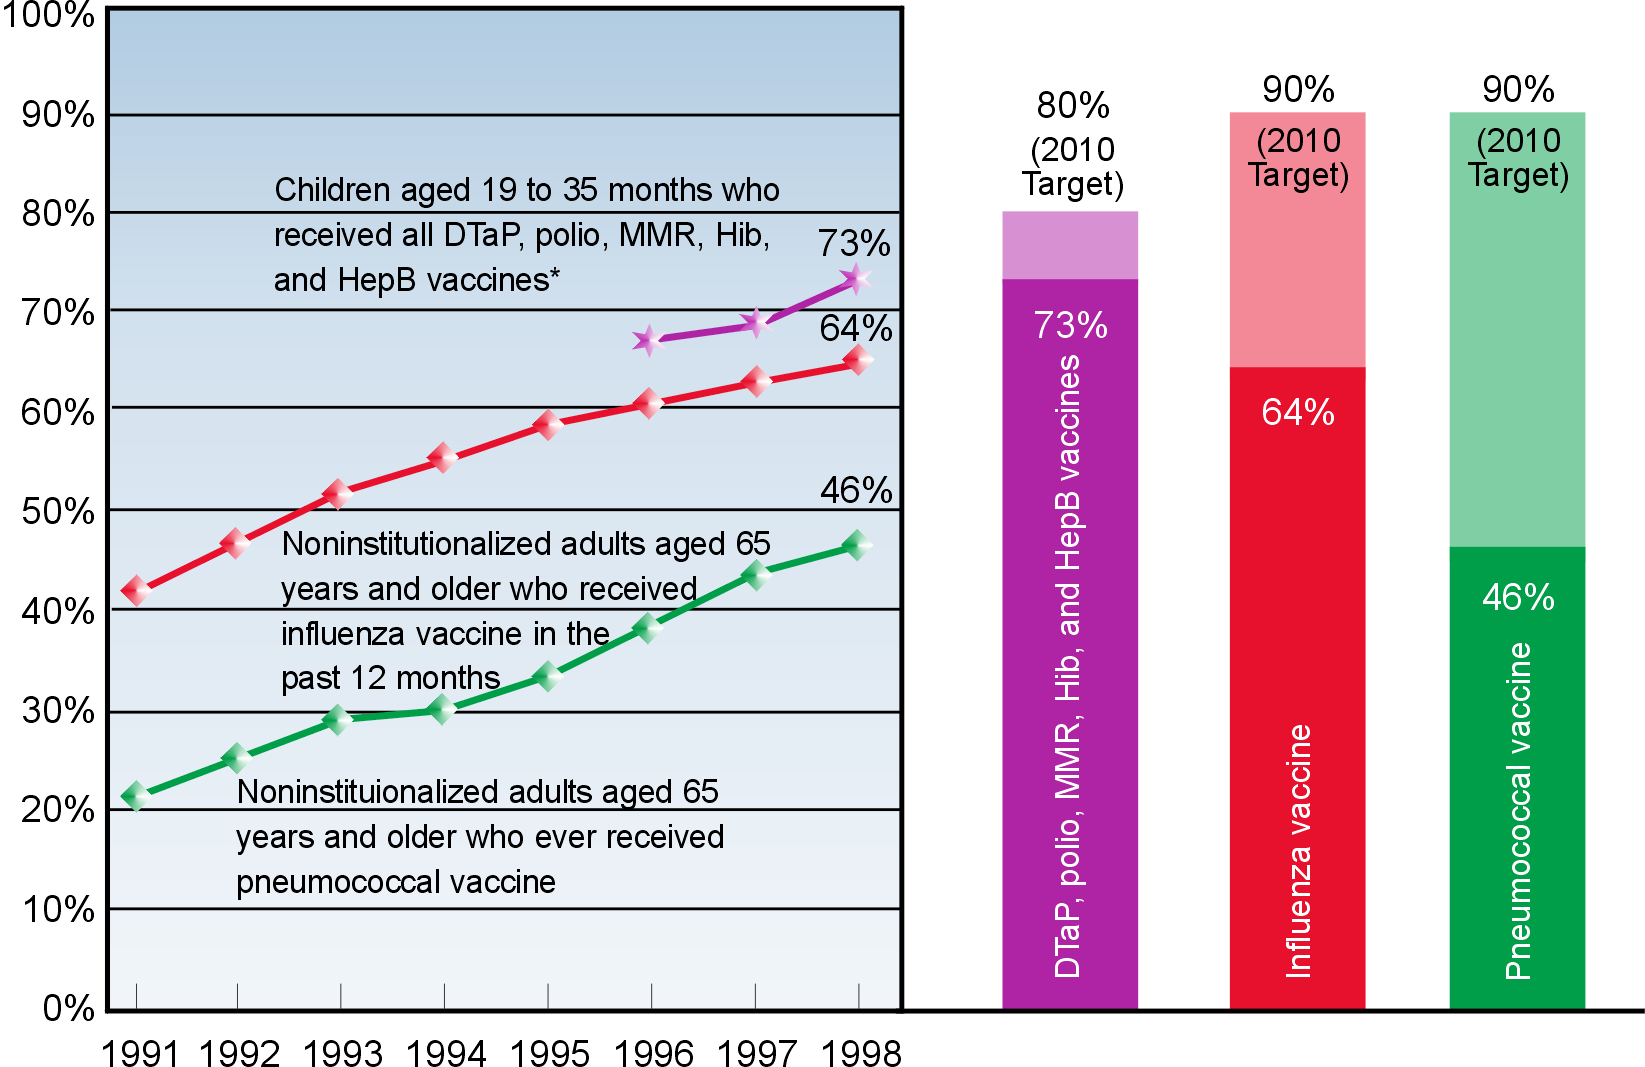 100%
90%
80%
70%
60%
50%
40%
30%
20%
10%
0%
Children aged 19 to 35 months who
received all DTaP, polio, MMR, Hib,
and HepB vaccines*
73%
64%
46%
Noninstitutionalized adults aged 65
years and older who received
influenza vaccine in the
past 12 months
Noninstituionalized adults aged 65
years and older who ever received
pneumococcal vaccine
1991 1992 1993 1994 1995 1996 1997 1998
80%
(2010
Target)
73%
DTaP, polio, MMR, Hib, and HepB vaccines
90%
(2010
Target)
64%
Influenza vaccine
90%
(2010
Target)
46%
Pneumococcal vaccine